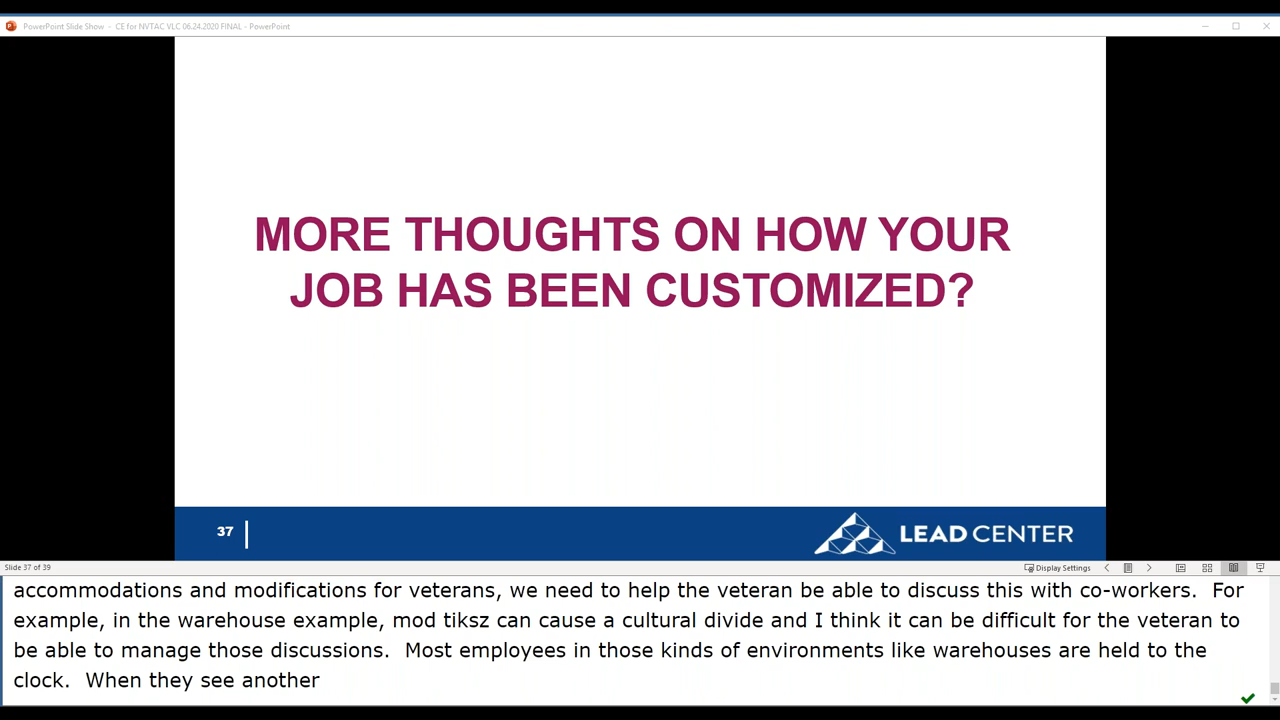 PowerPoint Slide Show - CE for NVTAC VLC 06.24.2020 FINAL - PowerPoint
MORE THOUGHTS ON HOW YOUR
JOB HAS BEEN CUSTOMIZED?
37
LEAD CENTER
Slide 37 of 39
Display Settings
accommodations and modifications for veterans, we need to help the veteran be able to discuss this with co-workers.  For
example, in the warehouse example, mod tiksz can cause a cultural divide and I think it can be difficult for the veteran to
be able to manage those discussions.  Most employees in those kinds of environments like warehouses are held to the
clock.  When they see another